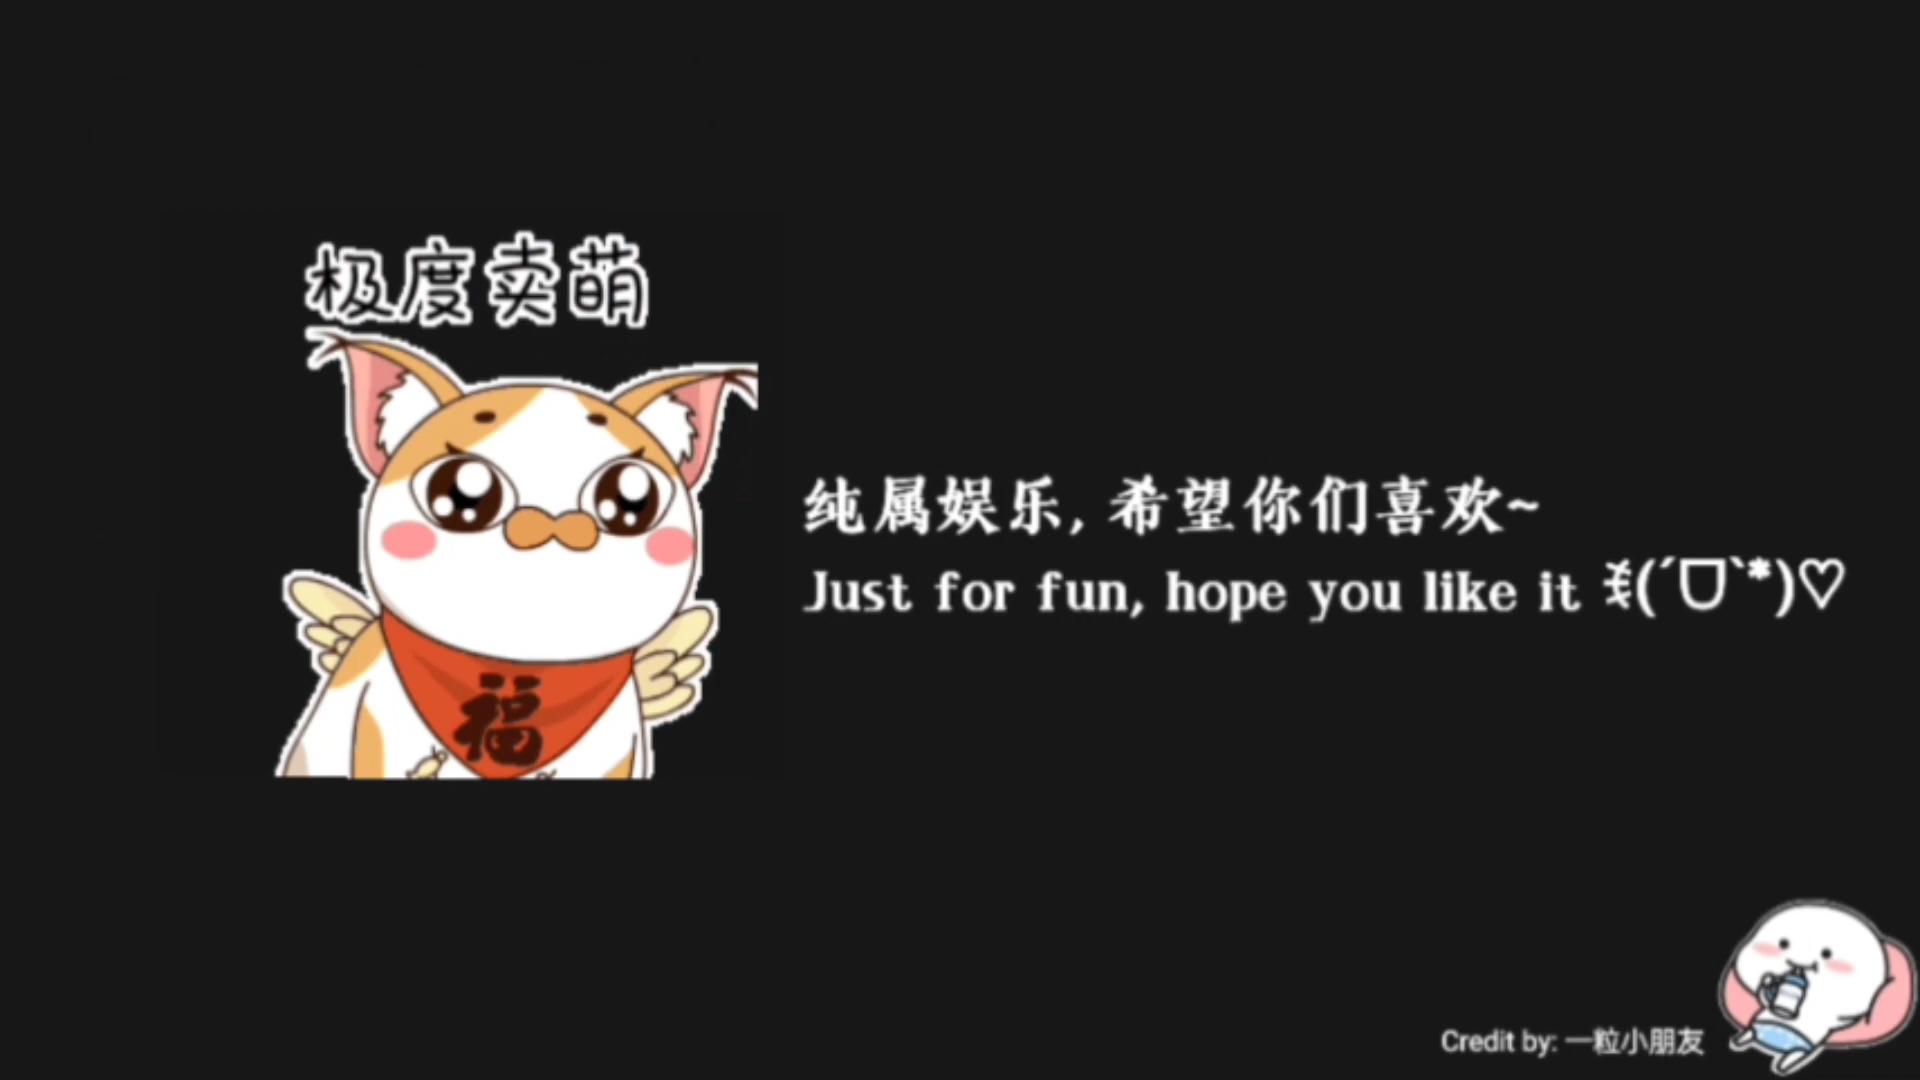 极度卖萌
福
纯属娱乐, 希望你们喜欢~
Just for fun, hope you like it ꉂ(ˊᗜˋ*)♡
Credit by: 一粒小朋友